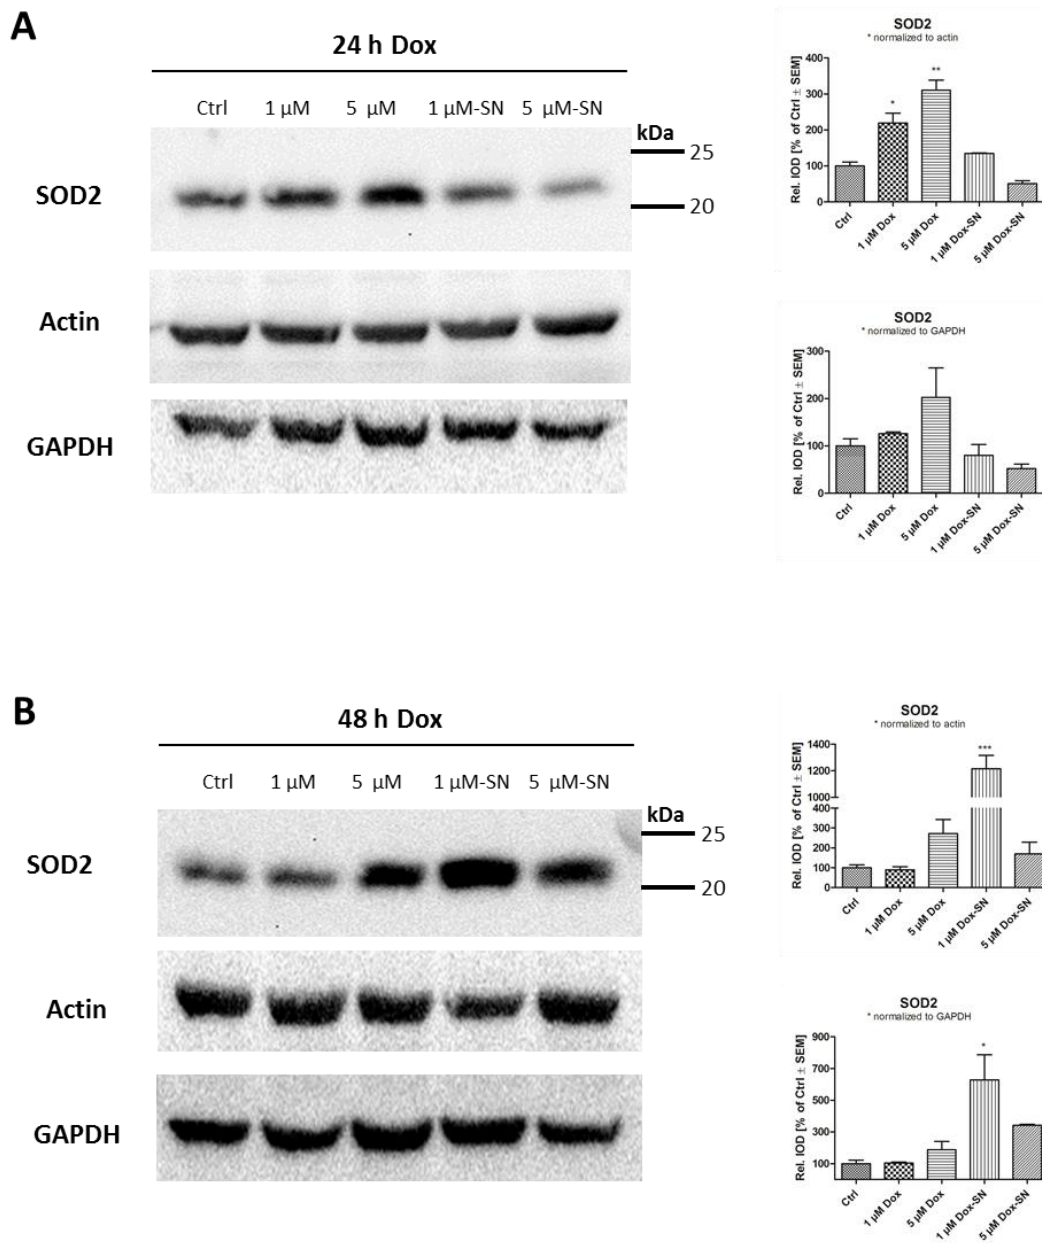 A
24 h Dox
Ctrl 1 µM 5 µM 1 µM-SN 5 µM-SN
kDa
25
20
SOD2
Actin
GAPDH
SOD2
* normalized to actin
Rel. IOD [% of Ctrl ± SEM]
400
300
200
100
0
*
**
Ctrl
1 µM Dox
5 µM Dox
1 µM Dox-SN
5 µM Dox-SN
SOD2
* normalized to GAPDH
Rel. IOD [% of Ctrl ± SEM]
300
200
100
0
Ctrl
1 µM Dox
5 µM Dox
1 µM Dox-SN
5 µM Dox-SN
B
48 h Dox
Ctrl 1 µM 5 µM 1 µM-SN 5 µM-SN
kDa
25
20
SOD2
Actin
GAPDH
SOD2
* normalized to actin
Rel. IOD [% of Ctrl ± SEM]
1400
1200
1000
400
300
200
100
0
***
Ctrl
1 µM Dox
5 µM Dox
1 µM Dox-SN
5 µM Dox-SN
SOD2
* normalized to GAPDH
Rel. IOD [% of Ctrl ± SEM]
900
700
500
300
100
*
Ctrl
1 µM Dox
5 µM Dox
1 µM Dox-SN
5 µM Dox-SN